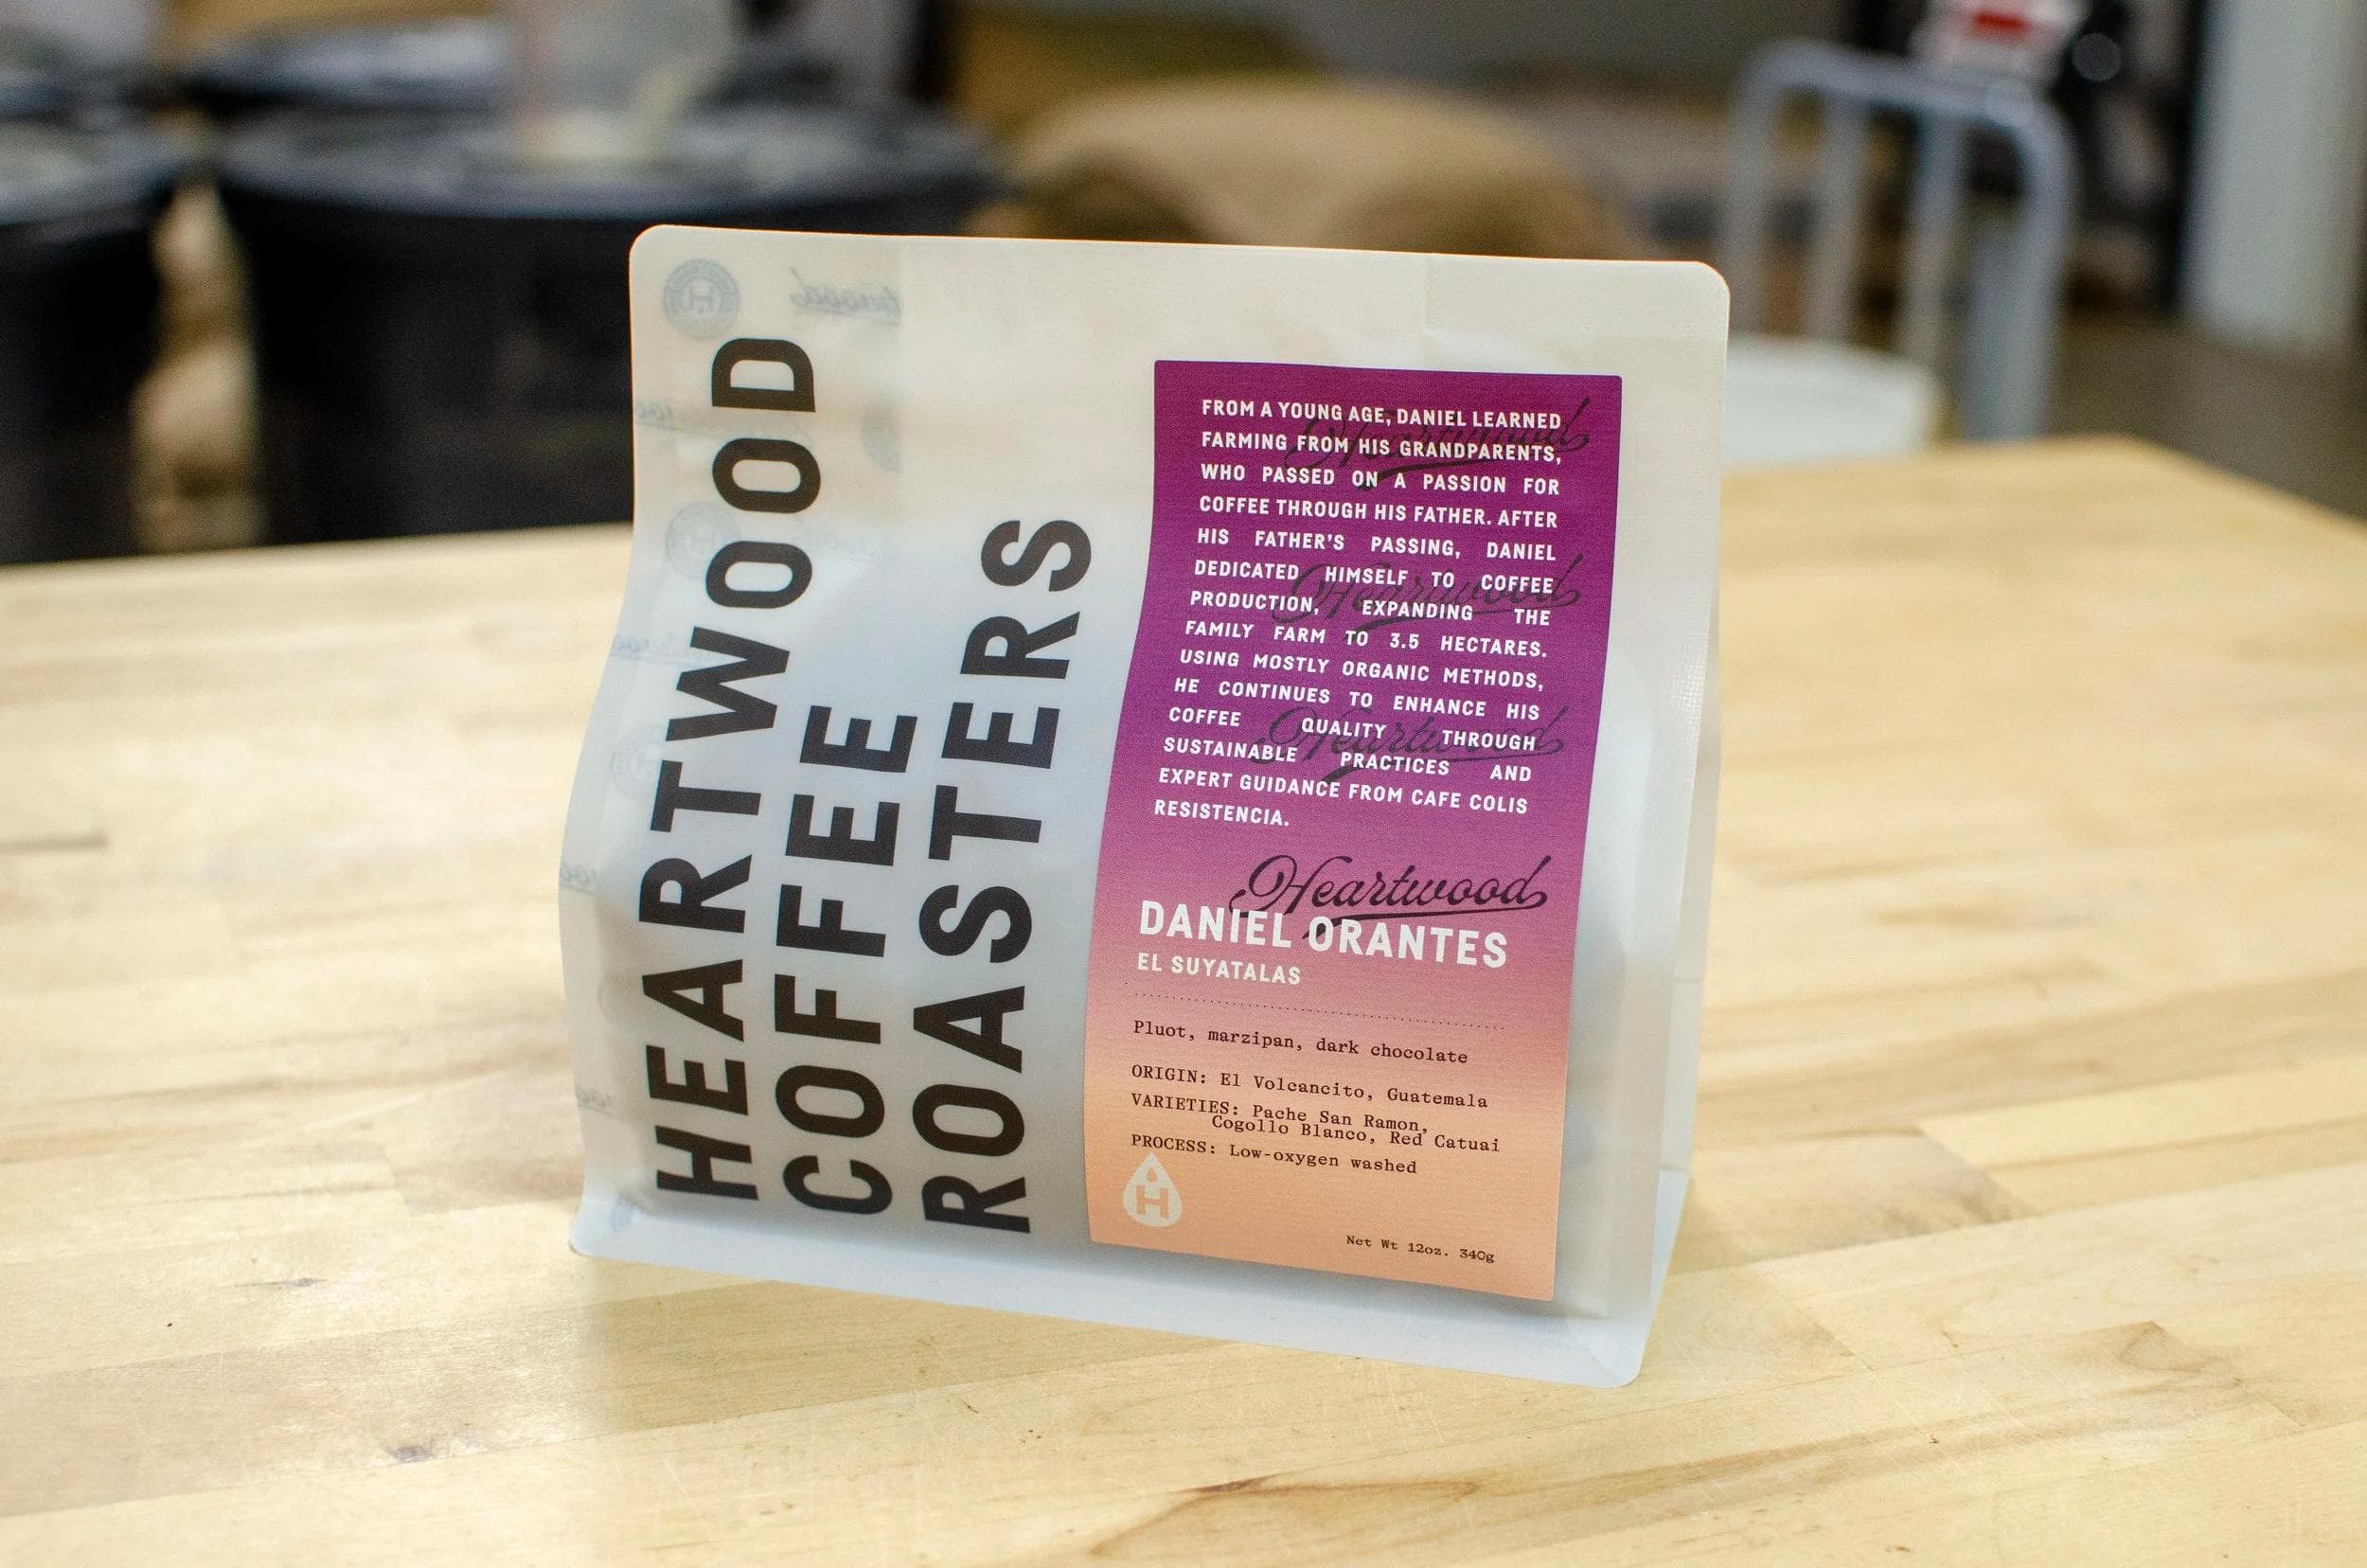 HEARTWOOD
COFFEE
ROASTERS
FROM A YOUNG AGE, DANIEL LEARNED
FARMING FROM HIS GRANDPARENTS,
WHO PASSED ON A PASSION FOR
COFFEE THROUGH HIS FATHER. AFTER
HIS FATHER'S PASSING, DANIEL
DEDICATED HIMSELF TO COFFEE
PRODUCTION, EXPANDING THE
FAMILY FARM TO 3.5 HECTARES.
USING MOSTLY ORGANIC METHODS,
HE CONTINUES TO ENHANCE HIS
COFFEE QUALITY THROUGH
SUSTAINABLE PRACTICES AND
EXPERT GUIDANCE FROM CAFE COLIS
RESISTENCIA.
Heartwood
Heartwood
Heartwood
Heartwood
DANIEL ORANTES
EL SUYATALAS
Pluot, marzipan, dark chocolate
ORIGIN: El Volcancito, Guatemala
VARIETIES: Pache San Ramon,
Cogollo Blanco, Red Catuai
PROCESS: Low-oxygen washed
H
Net Wt 12oz. 340g